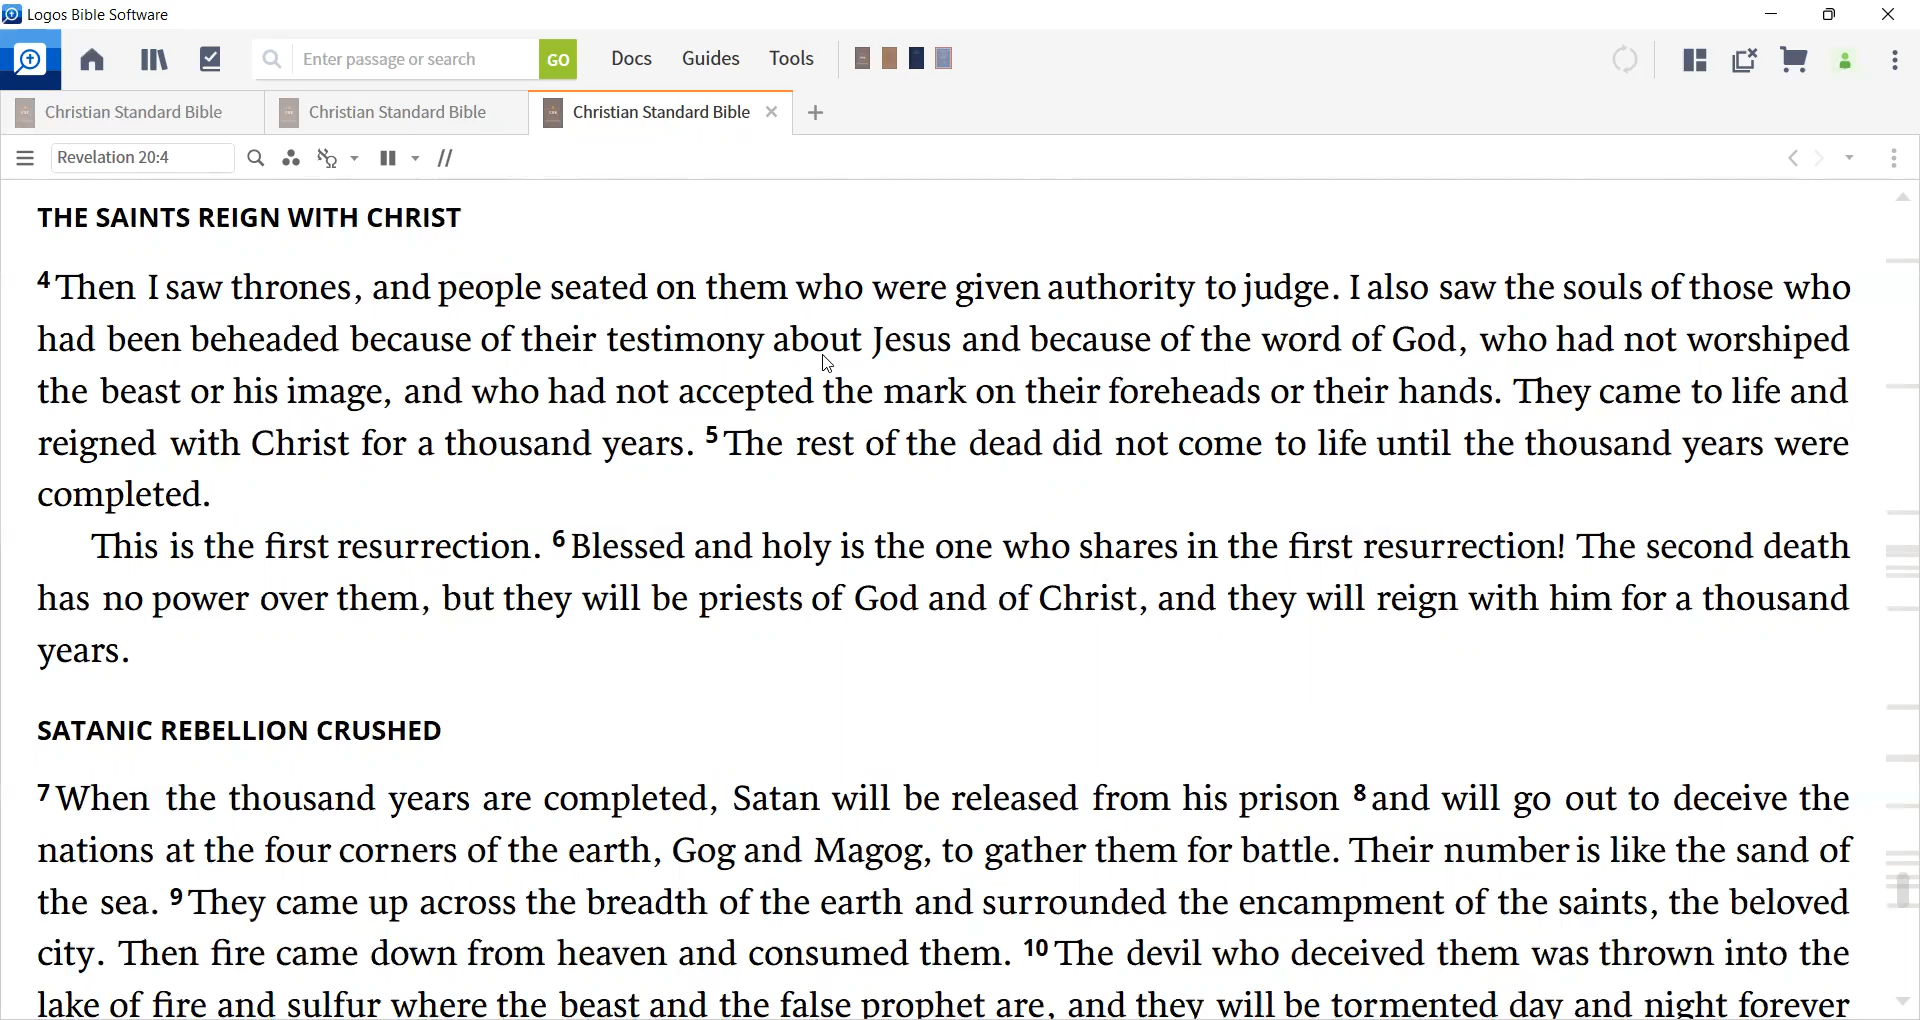 Logos Bible Software
Enter passage or search
GO
Docs
Guides
Tools
Christian Standard Bible
Christian Standard Bible
Christian Standard Bible
Revelation 20:4
THE SAINTS REIGN WITH CHRIST
4 Then I saw thrones, and people seated on them who were given authority to judge. I also saw the souls of those who
had been beheaded because of their testimony about Jesus and because of the word of God, who had not worshiped
the beast or his image, and who had not accepted the mark on their foreheads or their hands. They came to life and
reigned with Christ for a thousand years. 5 The rest of the dead did not come to life until the thousand years were
completed.
This is the first resurrection. 6 Blessed and holy is the one who shares in the first resurrection! The second death
has no power over them, but they will be priests of God and of Christ, and they will reign with him for a thousand
years.
SATANIC REBELLION CRUSHED
7 When the thousand years are completed, Satan will be released from his prison 8 and will go out to deceive the
nations at the four corners of the earth, Gog and Magog, to gather them for battle. Their number is like the sand of
the sea. 9 They came up across the breadth of the earth and surrounded the encampment of the saints, the beloved
city. Then fire came down from heaven and consumed them. 10 The devil who deceived them was thrown into the
lake of fire and sulfur where the beast and the false prophet are, and they will be tormented day and night forever